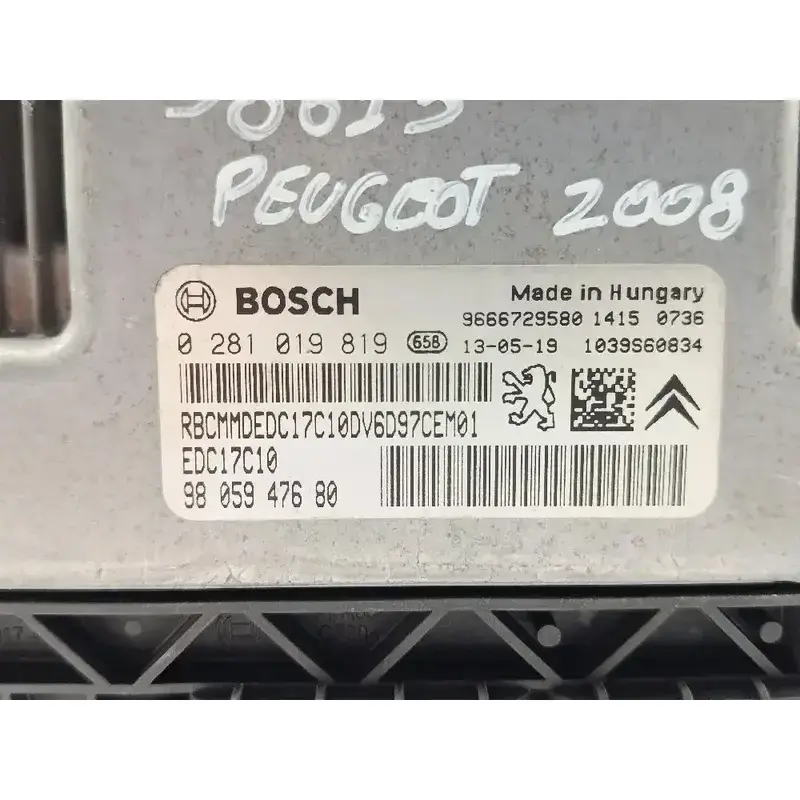 PEUGEOT 2008
BOSCH
Made in Hungary
9666729580 1415 0736
0 281 019 819 658 13-05-19 1039S60834
RBCMMDEDC17C10DV6D97CEM01
EDC17C10
98 059 476 80